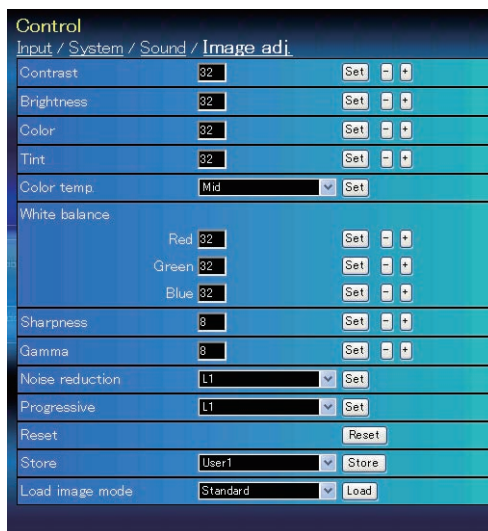 Control
Input / System / Sound / Image adj.
Contrast 32 Set - +
Brightness 32 Set - +
Color 32 Set - +
Tint 32 Set - +
Color temp. Mid Set
White balance
Red 32 Set - +
Green 32 Set - +
Blue 32 Set - +
Sharpness 8 Set - +
Gamma 8 Set - +
Noise reduction L1 Set
Progressive L1 Set
Reset Reset
Store User1 Store
Load image mode Standard Load